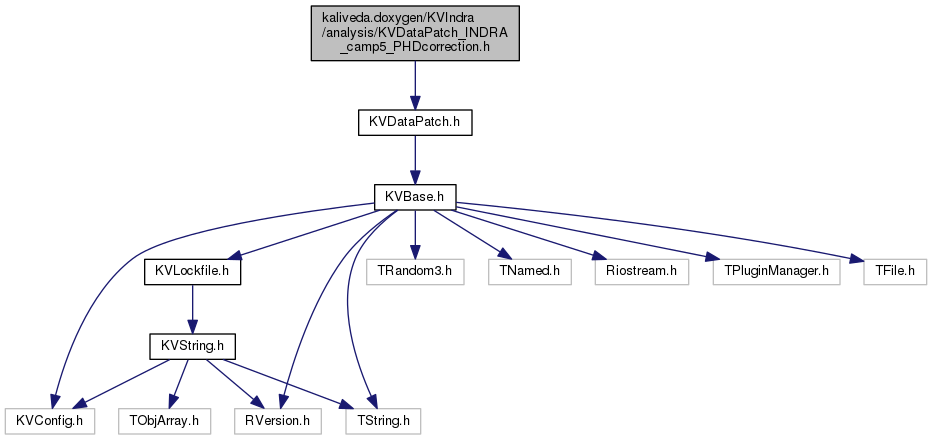 kaliveda.doxygen/KVIndra
/analysis/KVDataPatch_INDRA
_camp5_PHDcorrection.h
KVDataPatch.h
KVBase.h
KVLockfile.h
TRandom3.h
TNamed.h
Riostream.h
TPluginManager.h
TFile.h
KVString.h
KVConfig.h
TObjArray.h
RVersion.h
TString.h